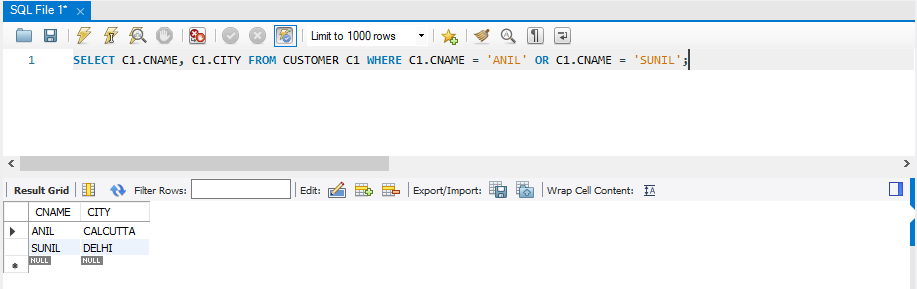 SQL File 1*
Limit to 1000 rows
1 SELECT C1.CNAME, C1.CITY FROM CUSTOMER C1 WHERE C1.CNAME = 'ANIL' OR C1.CNAME = 'SUNIL';
Result Grid Filter Rows: Edit: Export/Import: Wrap Cell Content: IA
CNAME CITY
ANIL CALCUTTA
SUNIL DELHI
NULL NULL